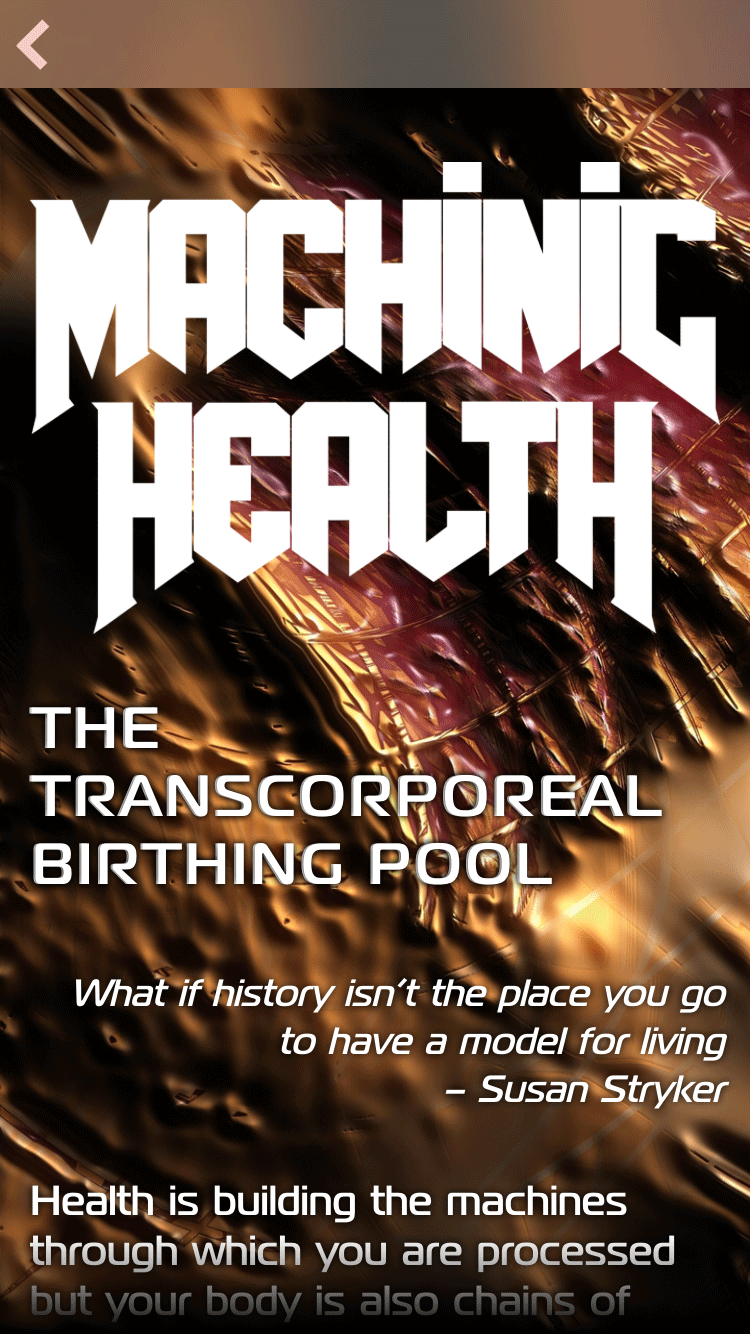 MACHINIC
HEALTH
THE
TRANSCORPOREAL
BIRTHING POOL
What if history isn’t the place you go
to have a model for living
– Susan Stryker
Health is building the machines
through which you are processed
but your body is also chains of